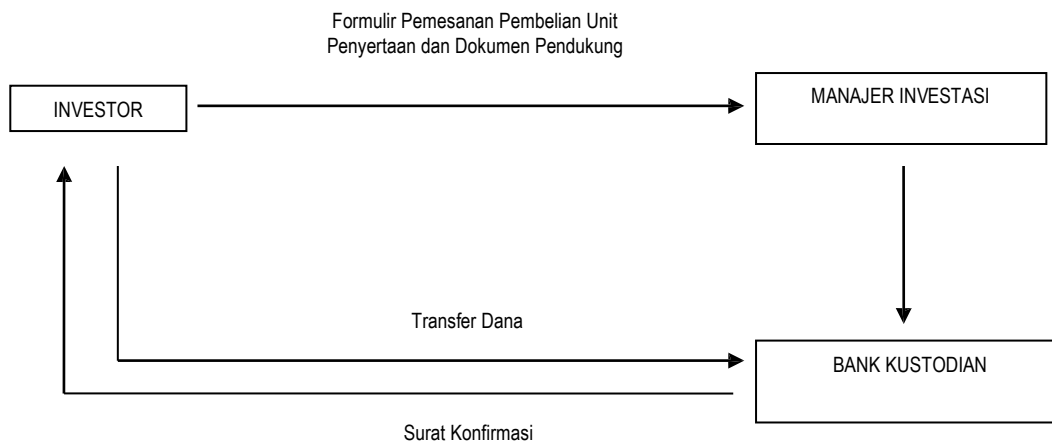 Formulir Pemesanan Pembelian Unit
Penyertaan dan Dokumen Pendukung
INVESTOR
MANAJER INVESTASI
Transfer Dana
BANK KUSTODIAN
Surat Konfirmasi